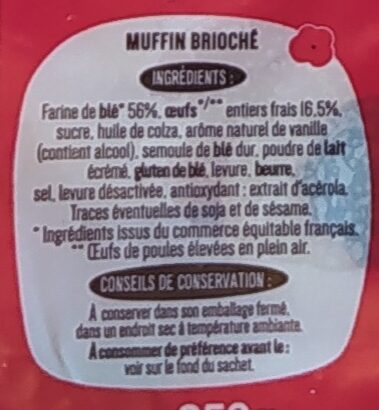 MUFFIN BRIOCHÉ
INGRÉDIENTS :
Farine de blé* 56%, œufs*/** entiers frais 16,5%,
sucre, huile de colza, arôme naturel de vanille
(contient alcool), semoule de blé dur, poudre de lait
écrémé, gluten de blé, levure, beurre,
sel, levure désactivée, antioxydant : extrait d'acérola.
Traces éventuelles de soja et de sésame.
* Ingrédients issus du commerce équitable français.
** Œufs de poules élevées en plein air.
CONSEILS DE CONSERVATION :
À conserver dans son emballage fermé,
dans un endroit sec à température ambiante.
À consommer de préférence avant le :
voir sur le fond du sachet.